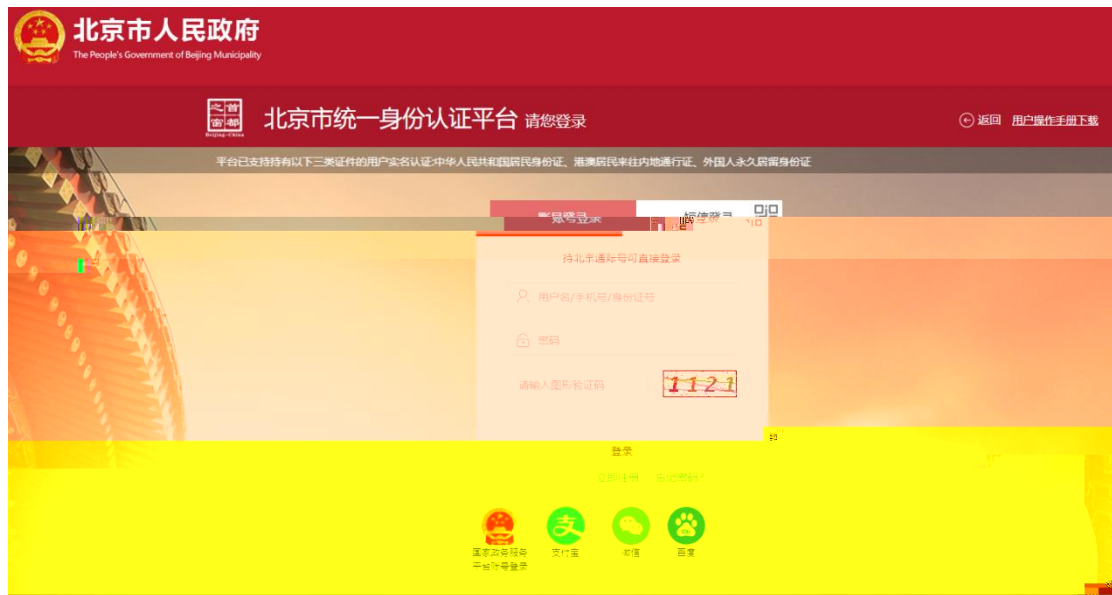 北京市人民政府
The People's Government of Beijing Municipality
首都之窗
Beijing-China
北京市统一身份认证平台 请您登录
返回 用户操作手册下载
平台已支持持有以下三类证件的用户实名认证:中华人民共和国居民身份证、港澳居民来往内地通行证、外国人永久居留身份证
账号登录 短信登录
持北京通账号可直接登录
用户名/手机号/身份证号
密码
请输入图形验证码 1121
登录
立即注册 忘记密码?
国家政务服务 支付宝 微信 百度
平台账号登录